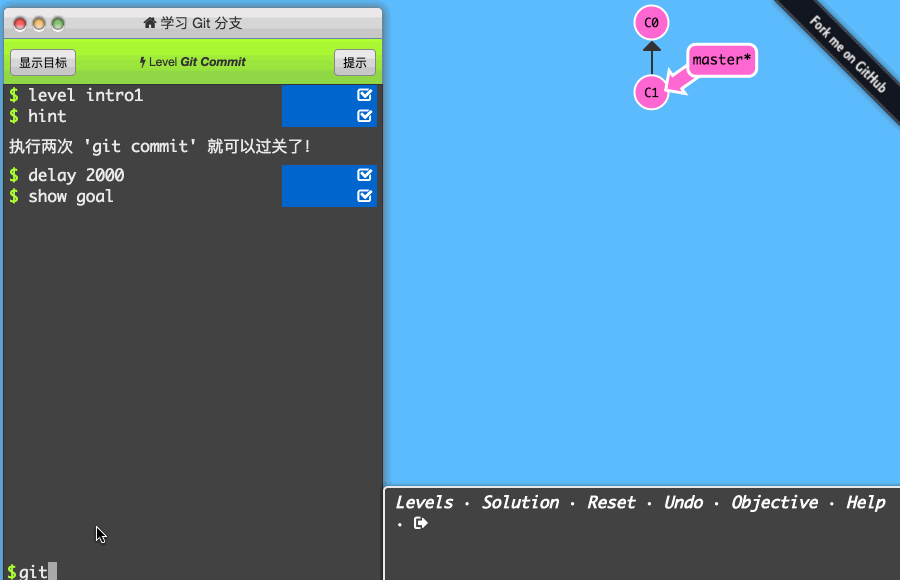 学习 Git 分支
显示目标
Level Git Commit
提示
$ level intro1
$ hint
执行两次 'git commit' 就可以过关了!
$ delay 2000
$ show goal
$git
C0
master*
C1
Fork me on GitHub
Levels · Solution · Reset · Undo · Objective · Help
·